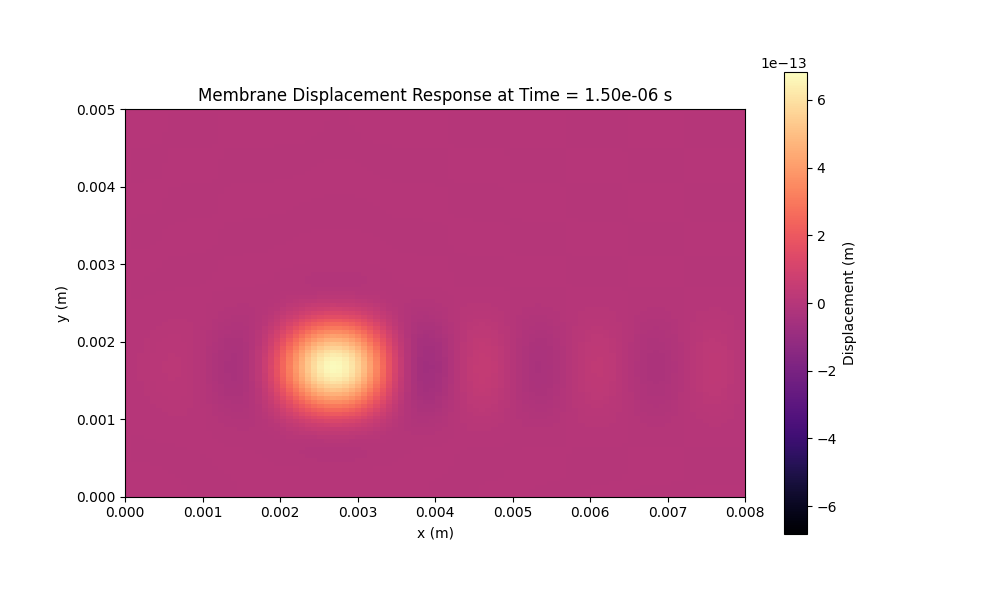 1e−13
Membrane Displacement Response at Time = 1.50e-06 s
0.005
0.004
0.003
0.002
0.001
0.000
y (m)
0.000 0.001 0.002 0.003 0.004 0.005 0.006 0.007 0.008
x (m)
6
4
2
0
−2
−4
−6
Displacement (m)